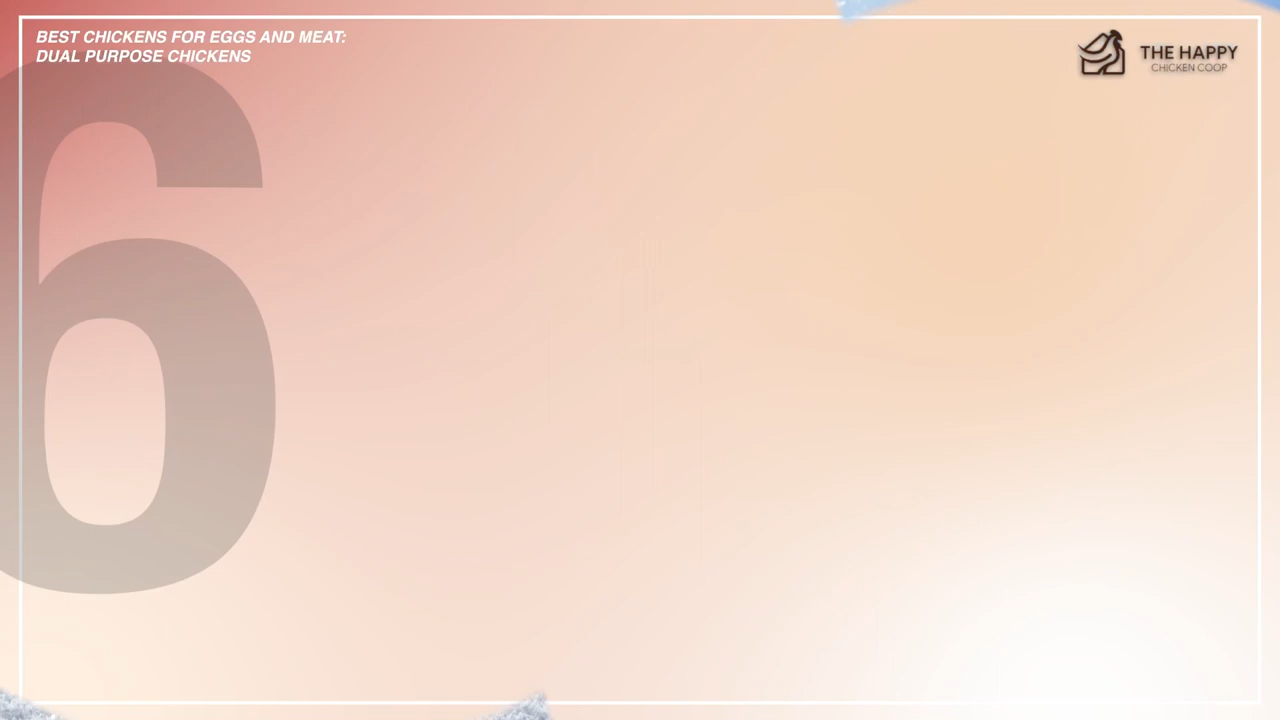 BEST CHICKENS FOR EGGS AND MEAT:
DUAL PURPOSE CHICKENS
THE HAPPY
CHICKEN COOP
6